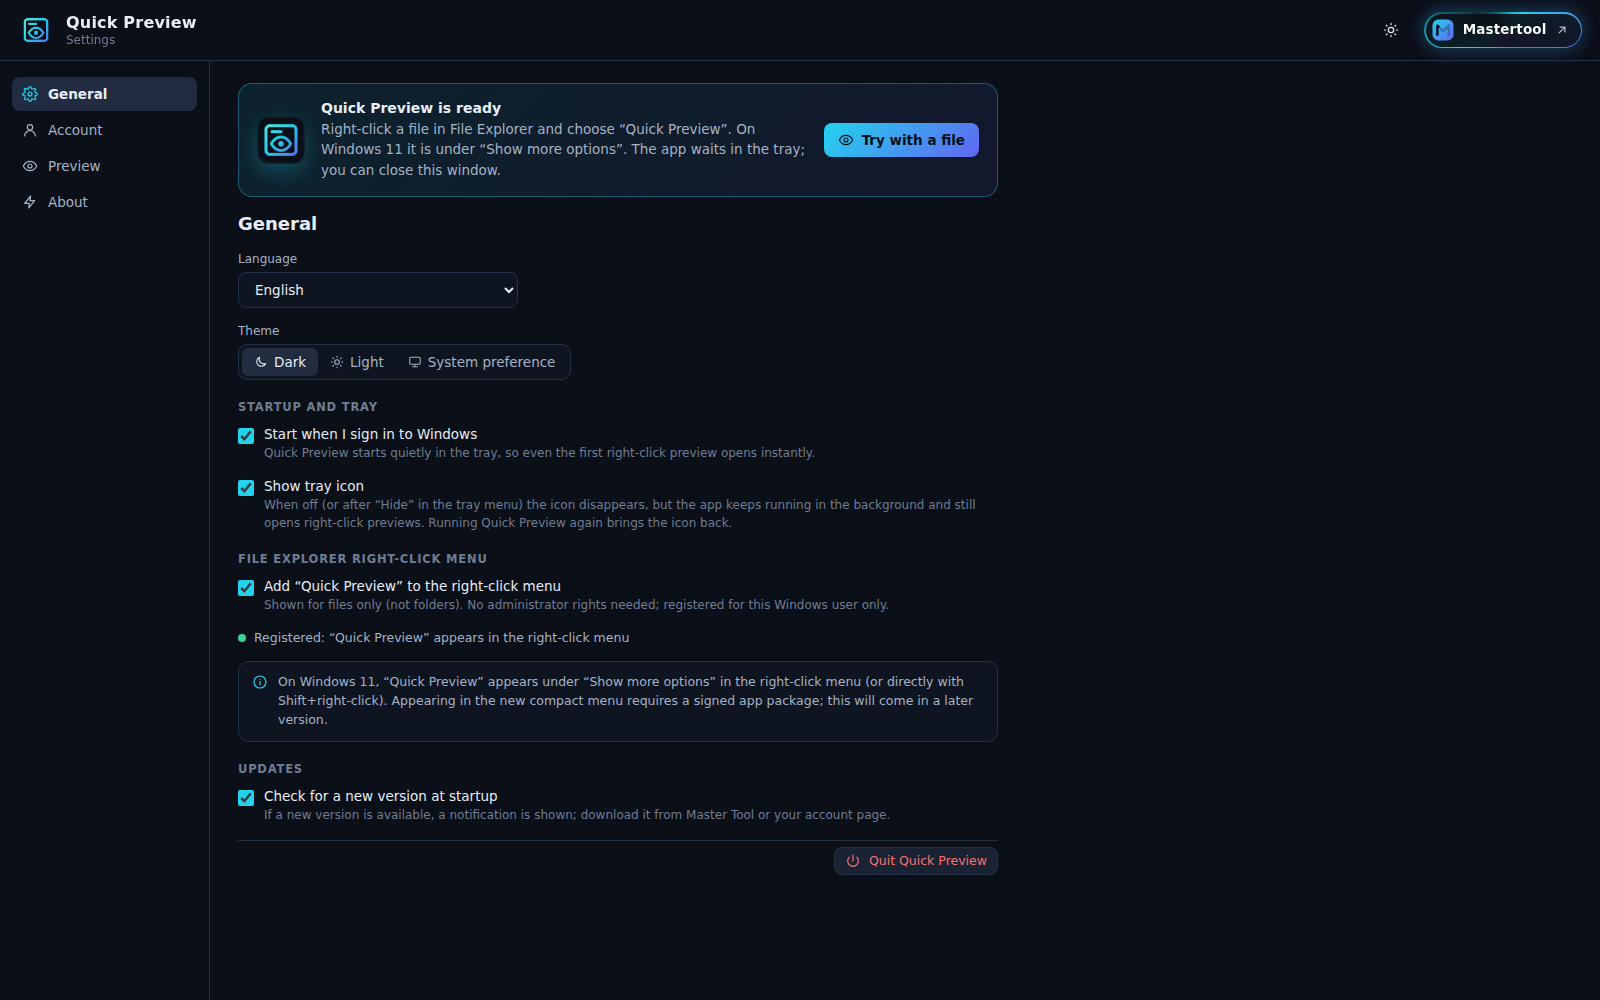 Quick Preview
Settings
Mastertool
General
Account
Preview
About
Quick Preview is ready
Right-click a file in File Explorer and choose “Quick Preview”. On
Windows 11 it is under “Show more options”. The app waits in the tray;
you can close this window.
Try with a file
General
Language
English
Theme
Dark
Light
System preference
STARTUP AND TRAY
Start when I sign in to Windows
Quick Preview starts quietly in the tray, so even the first right-click preview opens instantly.
Show tray icon
When off (or after “Hide” in the tray menu) the icon disappears, but the app keeps running in the background and still
opens right-click previews. Running Quick Preview again brings the icon back.
FILE EXPLORER RIGHT-CLICK MENU
Add “Quick Preview” to the right-click menu
Shown for files only (not folders). No administrator rights needed; registered for this Windows user only.
Registered: “Quick Preview” appears in the right-click menu
On Windows 11, “Quick Preview” appears under “Show more options” in the right-click menu (or directly with
Shift+right-click). Appearing in the new compact menu requires a signed app package; this will come in a later
version.
UPDATES
Check for a new version at startup
If a new version is available, a notification is shown; download it from Master Tool or your account page.
Quit Quick Preview